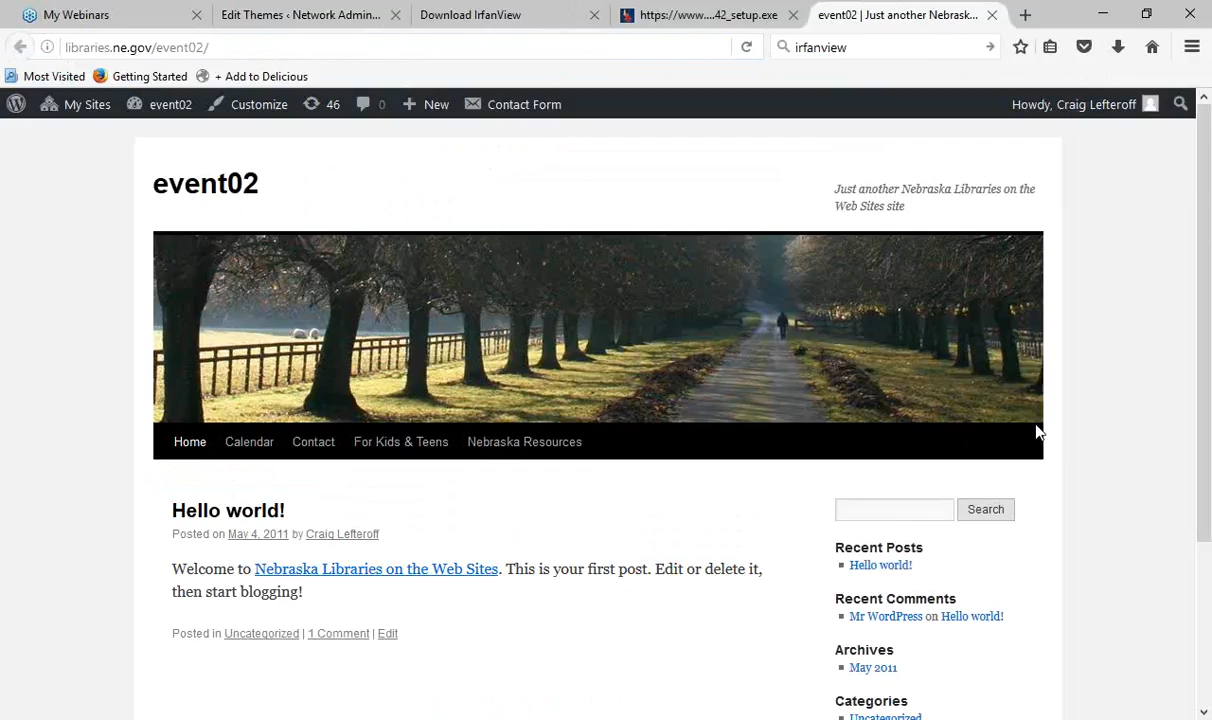 My Webinars
Edit Themes ‹ Network Admin...
Download IrfanView
https://www....42_setup.exe
event02 | Just another Nebrask...
libraries.ne.gov/event02/
irfanview
Most Visited
Getting Started
+ Add to Delicious
My Sites
event02
Customize
46
0
New
Contact Form
Howdy, Craig Lefteroff
event02
Just another Nebraska Libraries on the
Web Sites site
Home
Calendar
Contact
For Kids & Teens
Nebraska Resources
Hello world!
Posted on May 4, 2011 by Craig Lefteroff
Welcome to Nebraska Libraries on the Web Sites. This is your first post. Edit or delete it,
then start blogging!
Posted in Uncategorized | 1 Comment | Edit
Search
Recent Posts
Hello world!
Recent Comments
Mr WordPress on Hello world!
Archives
May 2011
Categories
Uncategorized